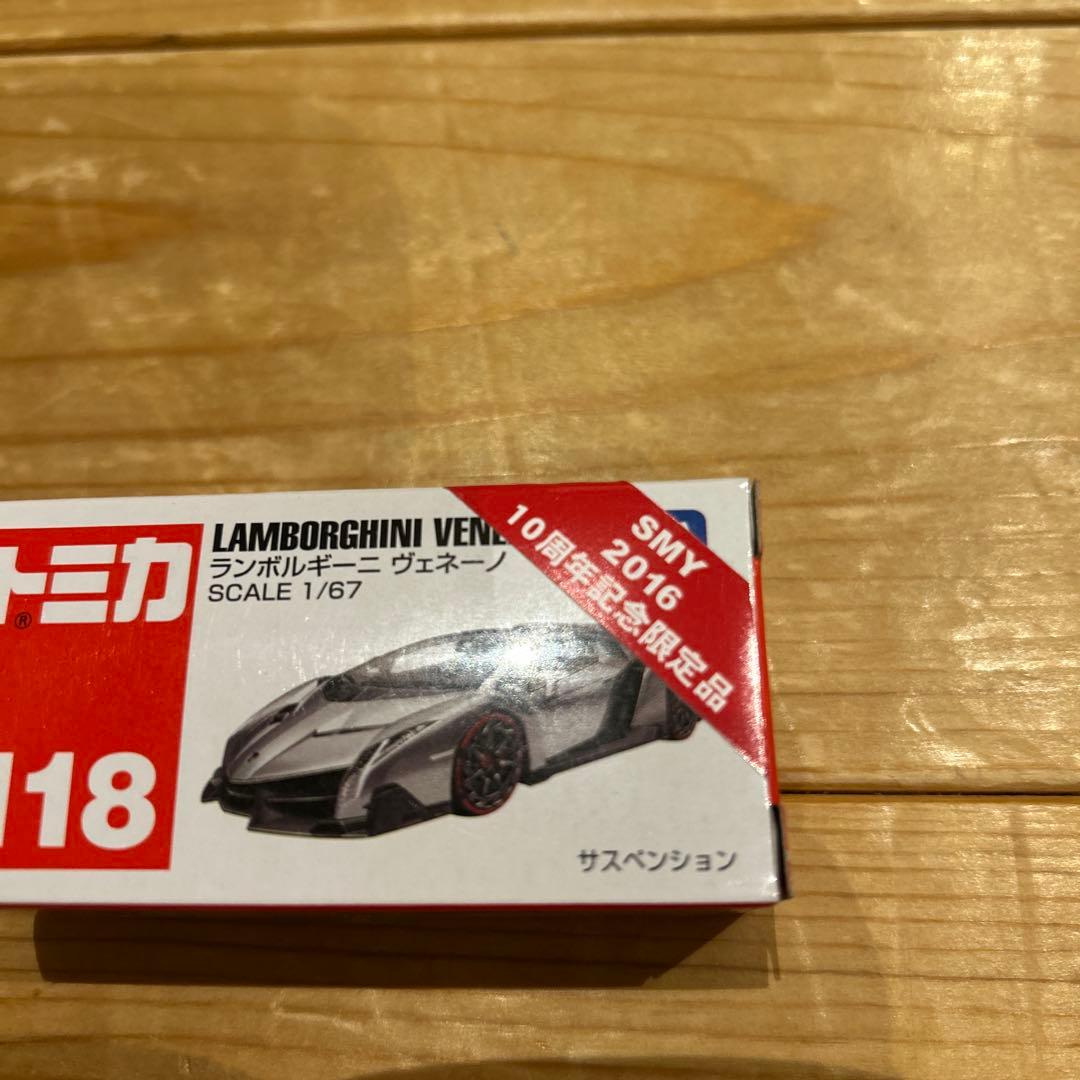 トミカ
®
118
LAMBORGHINI VENE
ランボルギーニ ヴェネーノ
SCALE 1/67
SMY
2016
10周年記念限定品
サスペンション